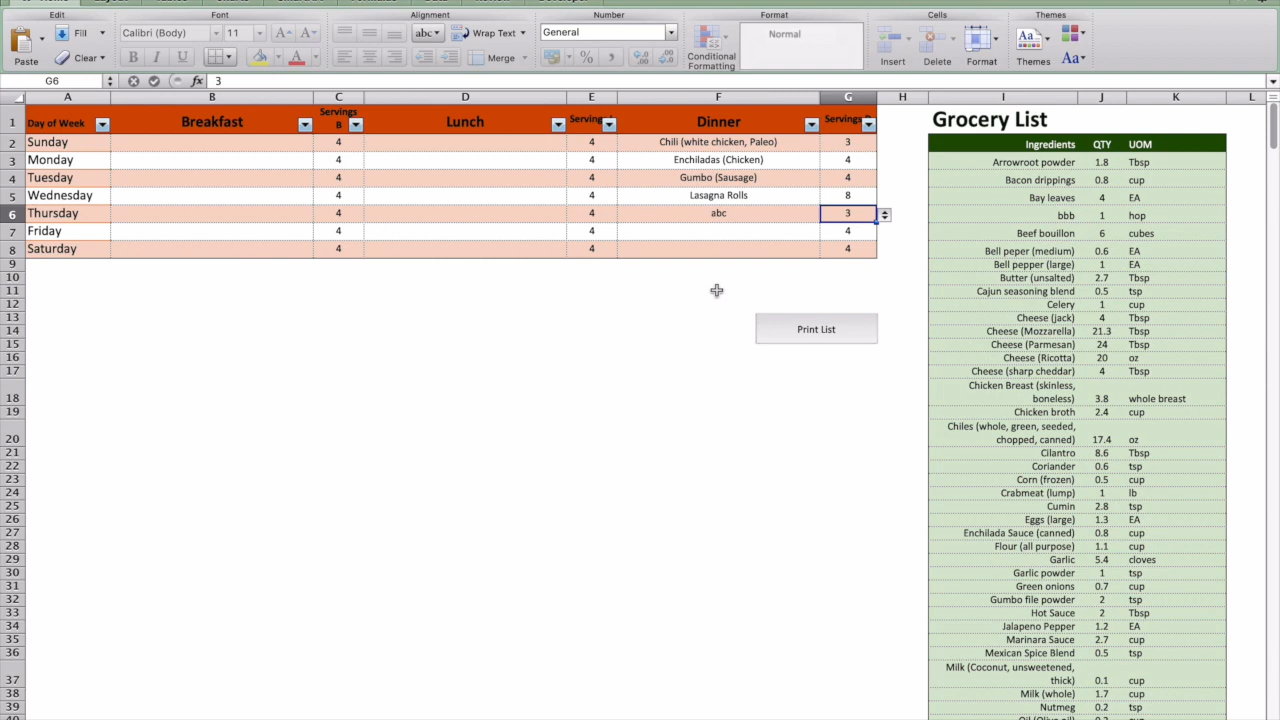 Edit Font Alignment Number Format Cells Themes
Fill Calibri (Body) 11 A A abc Wrap Text General Normal
Paste Clear B I U A Merge % Conditional Formatting Insert Delete Format Themes Aa
G6 fx 3
A B C D E F G H I J K L
1 Day of Week Breakfast Servings B Lunch Servings Dinner Servings Grocery List
2 Sunday 4 4 Chili (white chicken, Paleo) 3 Ingredients QTY UOM
3 Monday 4 4 Enchiladas (Chicken) 4 Arrowroot powder 1.8 Tbsp
4 Tuesday 4 4 Gumbo (Sausage) 4 Bacon drippings 0.8 cup
5 Wednesday 4 4 Lasagna Rolls 8 Bay leaves 4 EA
6 Thursday 4 4 abc 3 bbb 1 hop
7 Friday 4 4 4 Beef bouillon 6 cubes
8 Saturday 4 4 4 Bell peper (medium) 0.6 EA
9 Bell pepper (large) 1 EA
10 Butter (unsalted) 2.7 Tbsp
11 Cajun seasoning blend 0.5 tsp
12 Celery 1 cup
13 Cheese (jack) 4 Tbsp
14 Print List Cheese (Mozzarella) 21.3 Tbsp
15 Cheese (Parmesan) 24 Tbsp
16 Cheese (Ricotta) 20 oz
17 Cheese (sharp cheddar) 4 Tbsp
Chicken Breast (skinless,
18 boneless) 3.8 whole breast
19 Chicken broth 2.4 cup
Chiles (whole, green, seeded,
20 chopped, canned) 17.4 oz
21 Cilantro 8.6 Tbsp
22 Coriander 0.6 tsp
23 Corn (frozen) 0.5 cup
24 Crabmeat (lump) 1 lb
25 Cumin 2.8 tsp
26 Eggs (large) 1.3 EA
27 Enchilada Sauce (canned) 0.8 cup
28 Flour (all purpose) 1.1 cup
29 Garlic 5.4 cloves
30 Garlic powder 1 tsp
31 Green onions 0.7 cup
32 Gumbo file powder 2 tsp
33 Hot Sauce 2 Tbsp
34 Jalapeno Pepper 1.2 EA
35 Marinara Sauce 2.7 cup
36 Mexican Spice Blend 0.5 tsp
Milk (Coconut, unsweetened,
37 thick) 0.1 cup
38 Milk (whole) 1.7 cup
39 Nutmeg 0.2 tsp